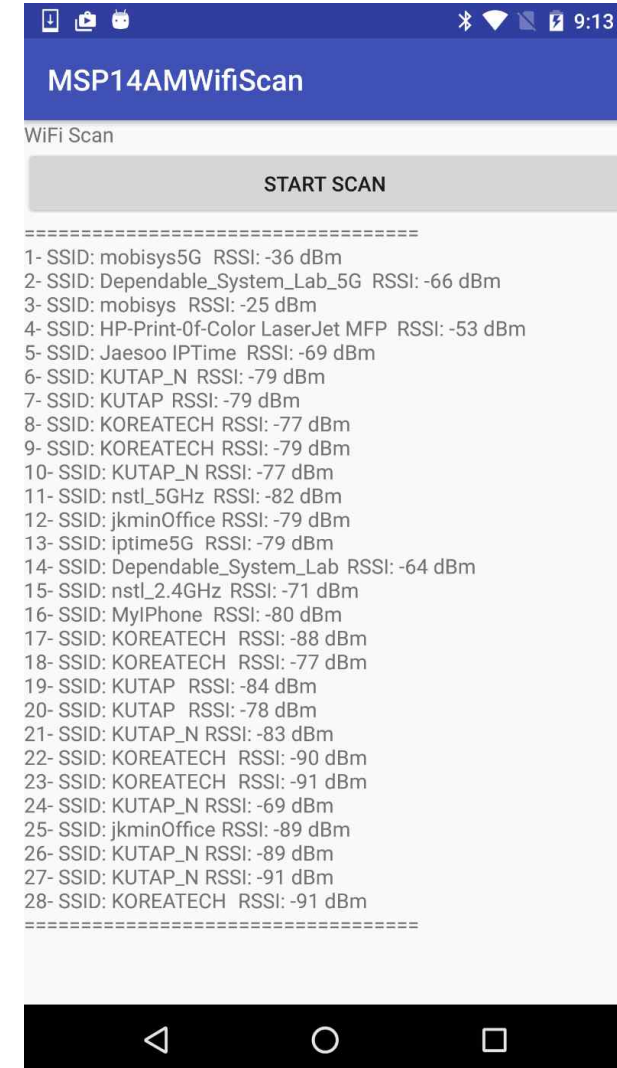 9:13
MSP14AMWifiScan
WiFi Scan
START SCAN
===================================
1- SSID: mobisys5G RSSI: -36 dBm
2- SSID: Dependable_System_Lab_5G RSSI: -66 dBm
3- SSID: mobisys RSSI: -25 dBm
4- SSID: HP-Print-0f-Color LaserJet MFP RSSI: -53 dBm
5- SSID: Jaesoo IPTime RSSI: -69 dBm
6- SSID: KUTAP_N RSSI: -79 dBm
7- SSID: KUTAP RSSI: -79 dBm
8- SSID: KOREATECH RSSI: -77 dBm
9- SSID: KOREATECH RSSI: -79 dBm
10- SSID: KUTAP_N RSSI: -77 dBm
11- SSID: nstl_5GHz RSSI: -82 dBm
12- SSID: jkminOffice RSSI: -79 dBm
13- SSID: iptime5G RSSI: -79 dBm
14- SSID: Dependable_System_Lab RSSI: -64 dBm
15- SSID: nstl_2.4GHz RSSI: -71 dBm
16- SSID: MyIPhone RSSI: -80 dBm
17- SSID: KOREATECH RSSI: -88 dBm
18- SSID: KOREATECH RSSI: -77 dBm
19- SSID: KUTAP RSSI: -84 dBm
20- SSID: KUTAP RSSI: -78 dBm
21- SSID: KUTAP_N RSSI: -83 dBm
22- SSID: KOREATECH RSSI: -90 dBm
23- SSID: KOREATECH RSSI: -91 dBm
24- SSID: KUTAP_N RSSI: -69 dBm
25- SSID: jkminOffice RSSI: -89 dBm
26- SSID: KUTAP_N RSSI: -89 dBm
27- SSID: KUTAP_N RSSI: -91 dBm
28- SSID: KOREATECH RSSI: -91 dBm
===================================